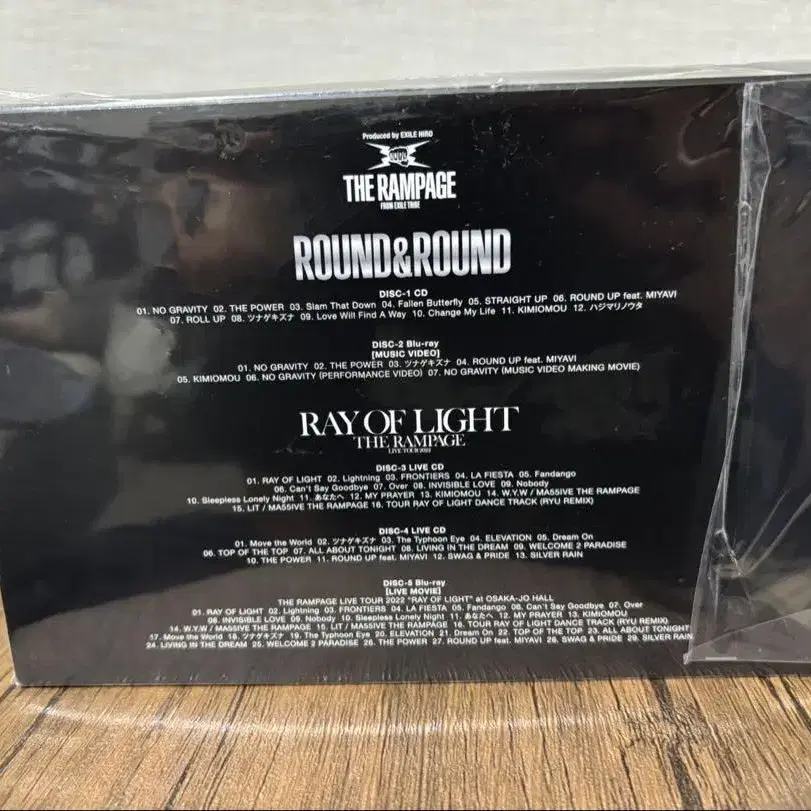 Produced by EXILE HIRO
THE RAMPAGE
FROM EXILE TRIBE
ROUND&ROUND
DISC-1 CD
01. NO GRAVITY 02. THE POWER 03. Slam That Down 04. Fallen Butterfly 05. STRAIGHT UP 06. ROUND UP feat. MIYAVI
07. ROLL UP 08. ツナゲキズナ 09. Love Will Find A Way 10. Change My Life 11. KIMIOMOU 12. ハジマリノウタ
DISC-2 Blu-ray
[MUSIC VIDEO]
01. NO GRAVITY 02. THE POWER 03. ツナゲキズナ 04. ROUND UP feat. MIYAVI
05. KIMIOMOU 06. NO GRAVITY (PERFORMANCE VIDEO) 07. NO GRAVITY (MUSIC VIDEO MAKING MOVIE)
RAY OF LIGHT
THE RAMPAGE
LIVE TOUR 2022
DISC-3 LIVE CD
01. RAY OF LIGHT 02. Lightning 03. FRONTIERS 04. LA FIESTA 05. Fandango
06. Can't Say Goodbye 07. Over 08. INVISIBLE LOVE 09. Nobody
10. Sleepless Lonely Night 11. あなたへ 12. MY PRAYER 13. KIMIOMOU 14. W.Y.W / MA55IVE THE RAMPAGE
15. LIT / MA55IVE THE RAMPAGE 16. TOUR RAY OF LIGHT DANCE TRACK (RYU REMIX)
DISC-4 LIVE CD
01. Move the World 02. ツナゲキズナ 03. The Typhoon Eye 04. ELEVATION 05. Dream On
06. TOP OF THE TOP 07. ALL ABOUT TONIGHT 08. LIVING IN THE DREAM 09. WELCOME 2 PARADISE
10. THE POWER 11. ROUND UP feat. MIYAVI 12. SWAG & PRIDE 13. SILVER RAIN
DISC-5 Blu-ray
[LIVE MOVIE]
THE RAMPAGE LIVE TOUR 2022 "RAY OF LIGHT" at OSAKA-JO HALL
01. RAY OF LIGHT 02. Lightning 03. FRONTIERS 04. LA FIESTA 05. Fandango 06. Can't Say Goodbye 07. Over
08. INVISIBLE LOVE 09. Nobody 10. Sleepless Lonely Night 11. あなたへ 12. MY PRAYER 13. KIMIOMOU
14. W.Y.W / MA55IVE THE RAMPAGE 15. LIT / MA55IVE THE RAMPAGE 16. TOUR RAY OF LIGHT DANCE TRACK (RYU REMIX)
17. Move the World 18. ツナゲキズナ 19. The Typhoon Eye 20. ELEVATION 21. Dream On 22. TOP OF THE TOP 23. ALL ABOUT TONIGHT
24. LIVING IN THE DREAM 25. WELCOME 2 PARADISE 26. THE POWER 27. ROUND UP feat. MIYAVI 28. SWAG & PRIDE 29. SILVER RAIN